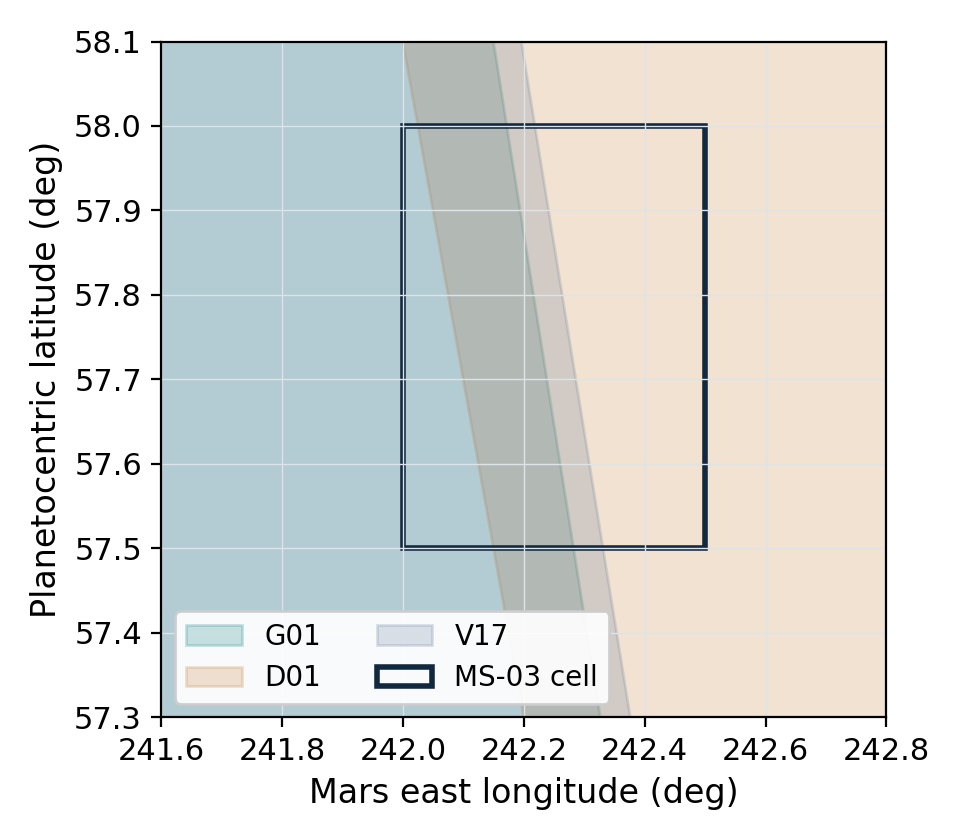 58.1
58.0
57.9
57.8
57.7
57.6
57.5
57.4
57.3
Planetocentric latitude (deg)
G01
V17
D01
MS-03 cell
241.6 241.8 242.0 242.2 242.4 242.6 242.8
Mars east longitude (deg)